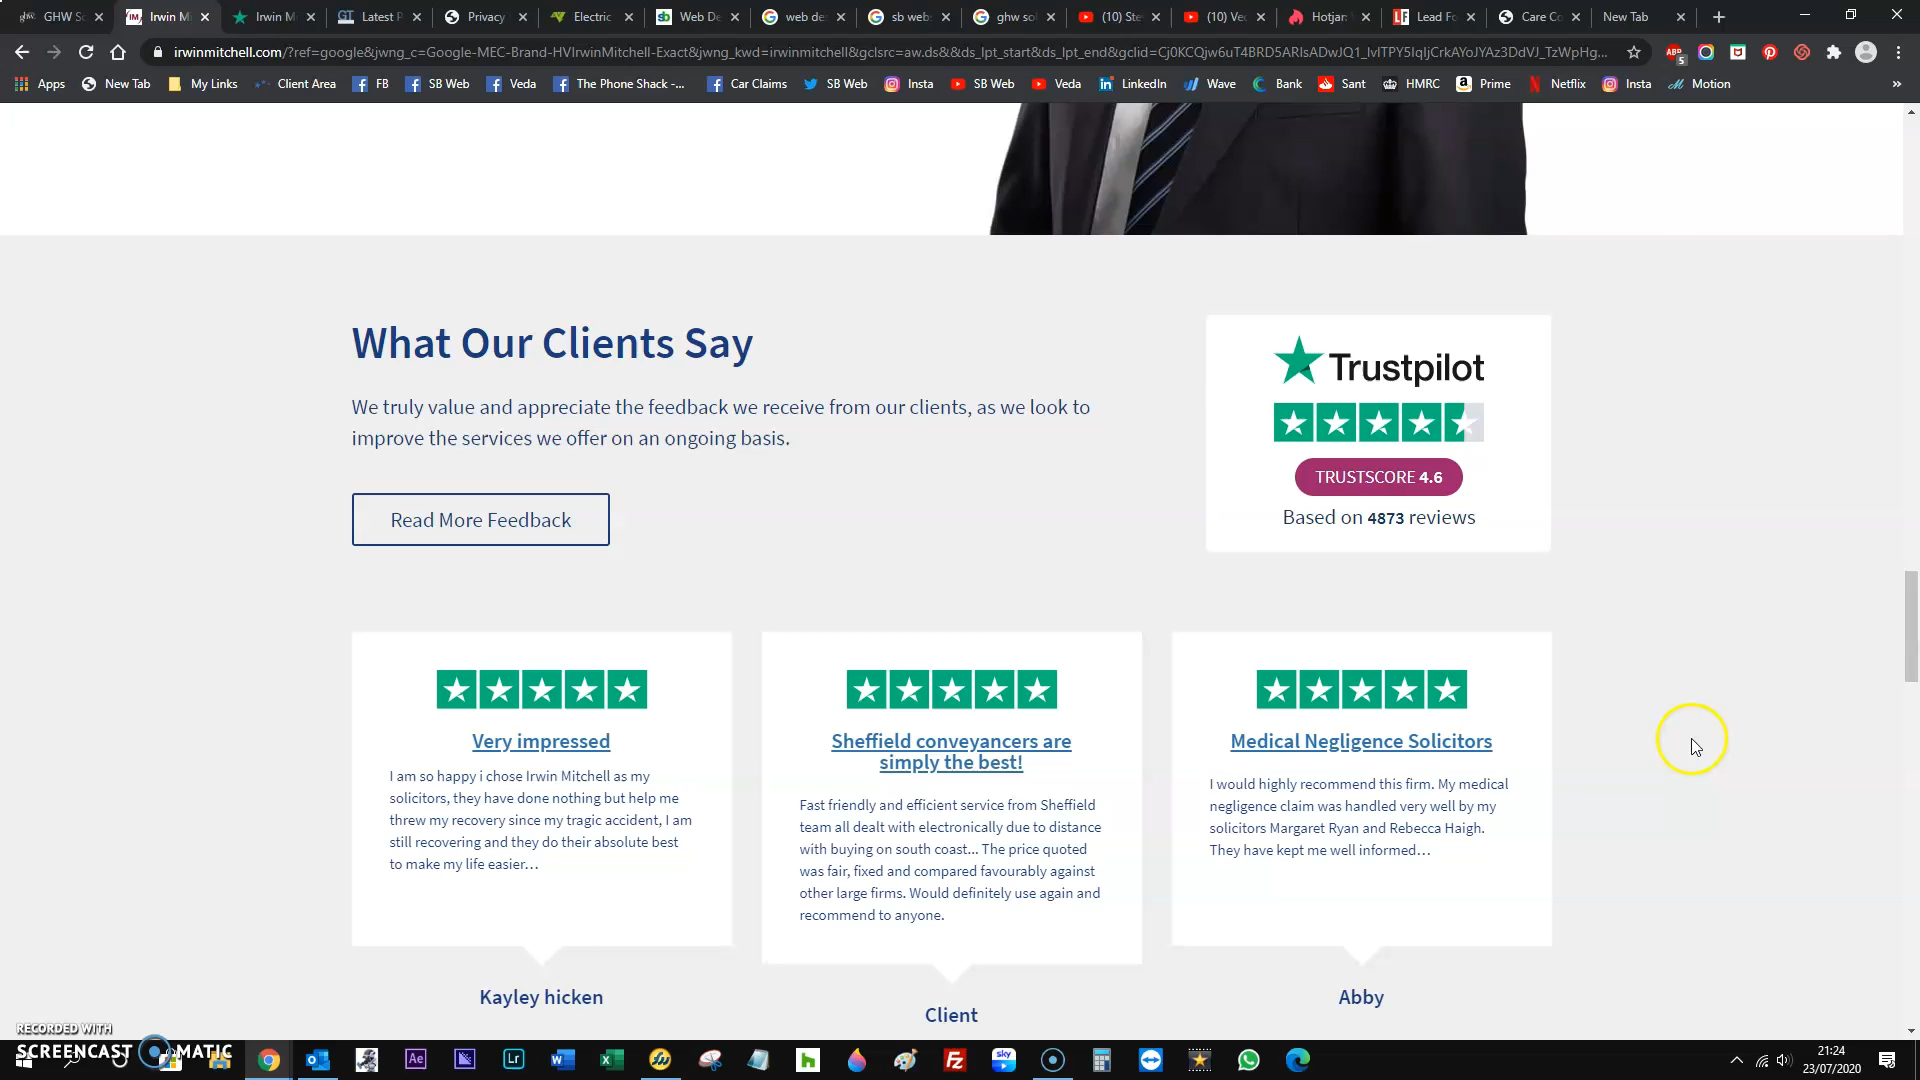 GHW So
Irwin Mi
Irwin M
Latest P
Privacy
Electric
Web De
web de
sb web
ghw so
(10) Ste
(10) Vec
Hotjar
Lead Fo
Care Co
New Tab
irwinmitchell.com/?ref=google&jwng_c=Google-MEC-Brand-HVIrwinMitchell-Exact&jwng_kwd=irwinmitchell&gclsrc=aw.ds&&ds_lpt_start&ds_lpt_end&gclid=
ABP
5
Apps
New Tab
My Links
Client Area
FB
SB Web
Veda
The Phone Shack -...
Car Claims
SB Web
Insta
SB Web
Veda
LinkedIn
Wave
Bank
Sant
HMRC
Prime
Netflix
Insta
Motion
What Our Clients Say
We truly value and appreciate the feedback we receive from our clients, as we look to
improve the services we offer on an ongoing basis.
Read More Feedback
Trustpilot
TRUSTSCORE 4.6
Based on 4873 reviews
Very impressed
I am so happy i chose Irwin Mitchell as my
solicitors, they have done nothing but help me
threw my recovery since my tragic accident, I am
still recovering and they do their absolute best
to make my life easier…
Kayley hicken
Sheffield conveyancers are
simply the best!
Fast friendly and efficient service from Sheffield
team all dealt with electronically due to distance
with buying on south coast... The price quoted
was fair, fixed and compared favourably against
other large firms. Would definitely use again and
recommend to anyone.
Client
Medical Negligence Solicitors
I would highly recommend this firm. My medical
negligence claim was handled very well by my
solicitors Margaret Ryan and Rebecca Haigh.
They have kept me well informed…
Abby
RECORDED WITH
SCREENCAST MATIC
Ae
Lr
sky
21:24
23/07/2020